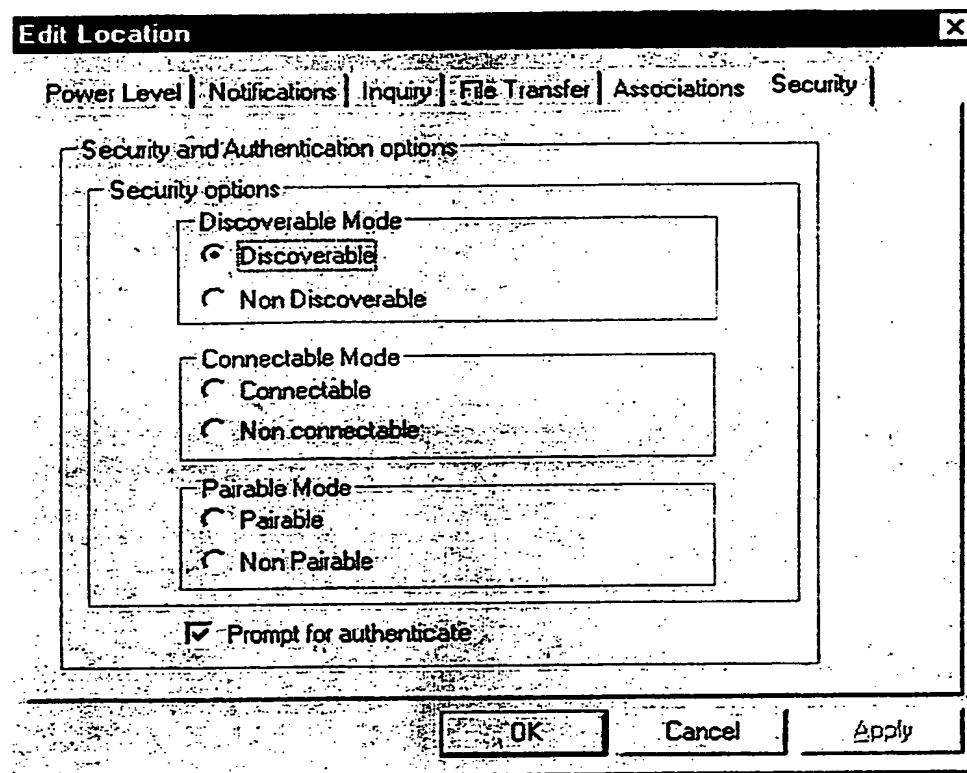 Edit Location
Power Level Notifications Inquiry File Transfer Associations Security
Security and Authentication options
Security options
Discoverable Mode
Discoverable
Non Discoverable
Connectable Mode
Connectable
Non connectable
Pairable Mode
Pairable
Non Pairable
Prompt for authenticate
OK Cancel Apply